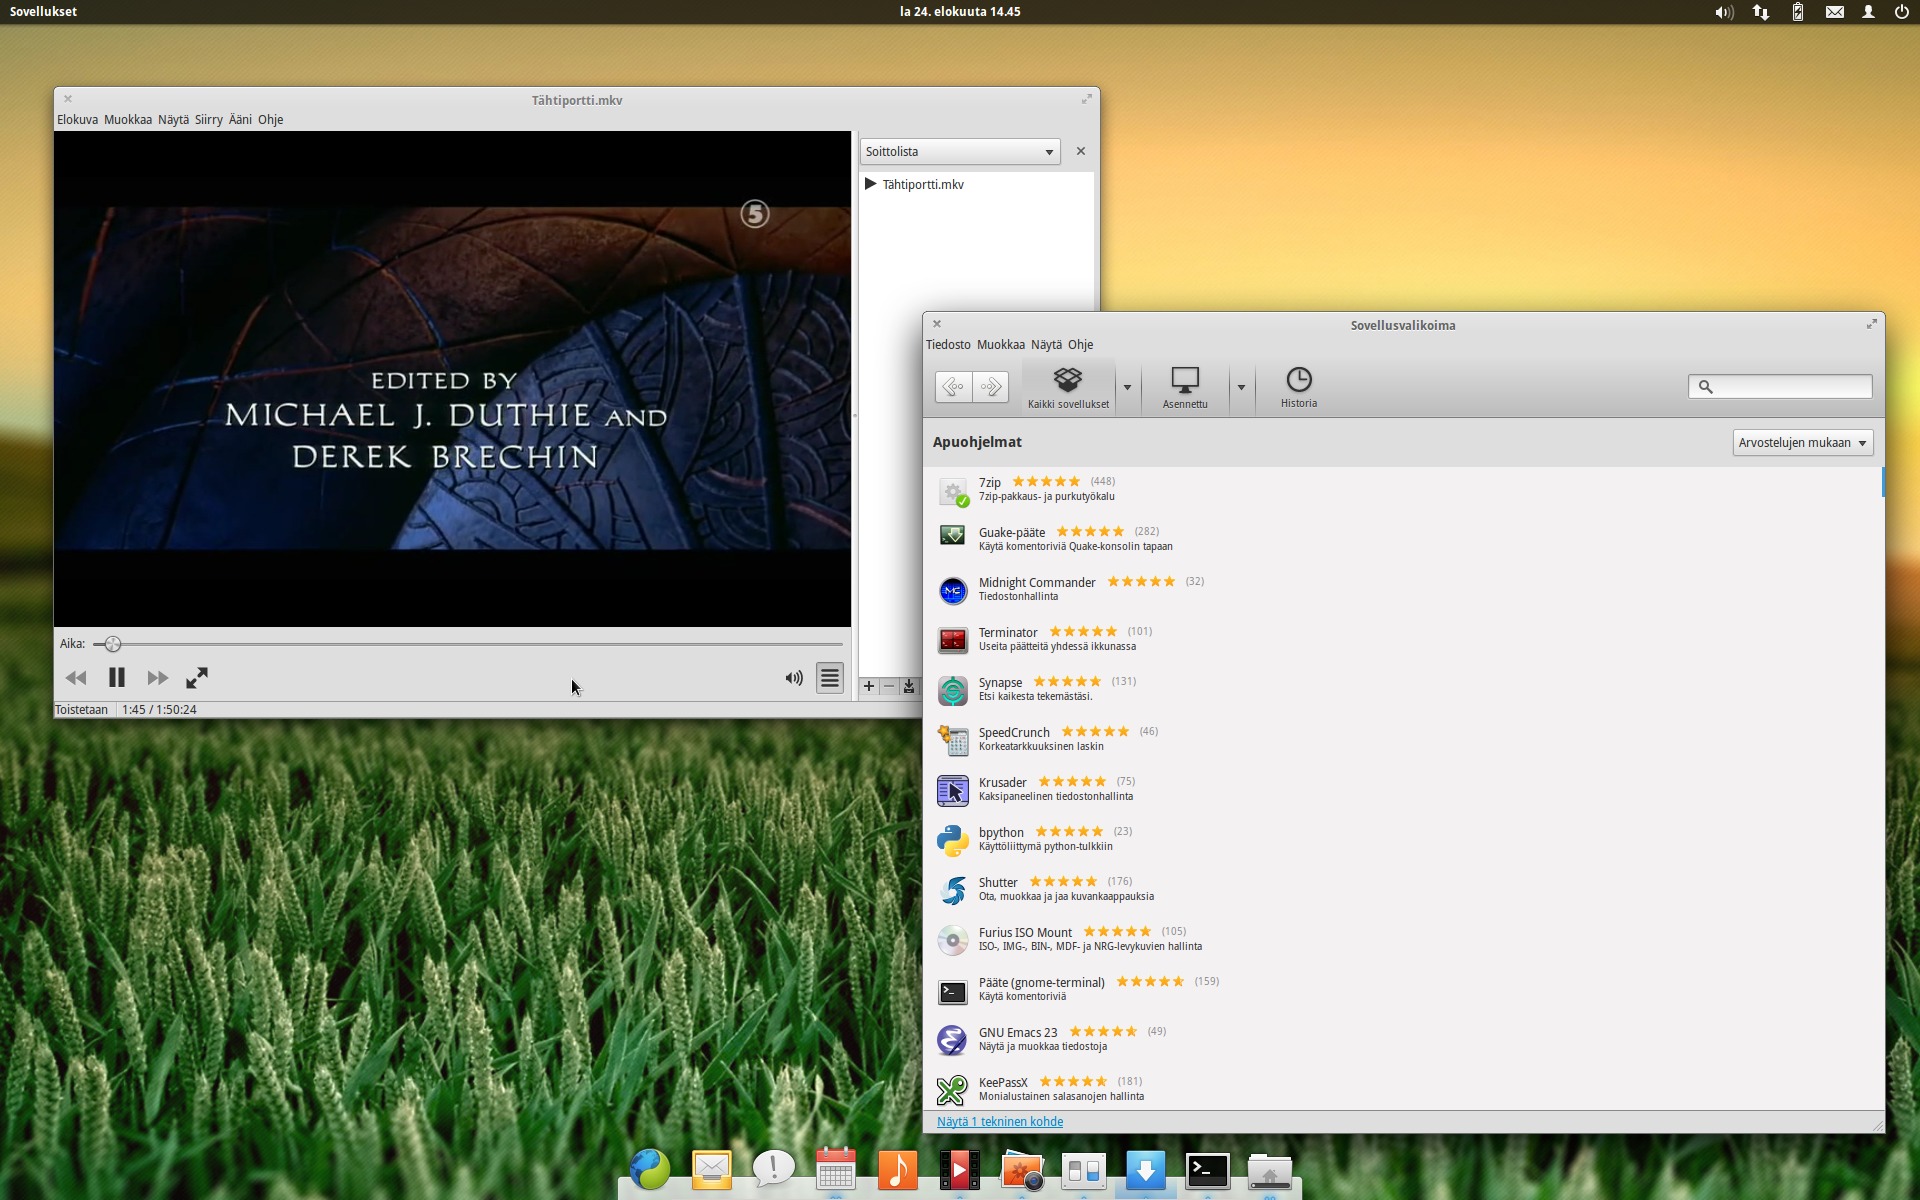 Sovellukset
la 24. elokuuta 14.45
Tähtiportti.mkv
Elokuva Muokkaa Näytä Siirry Ääni Ohje
5
EDITED BY
MICHAEL J. DUTHIE AND
DEREK BRECHIN
Soittolista
Tähtiportti.mkv
Aika:
Toistetaan 1:45 / 1:50:24
Sovellusvalikoima
Tiedosto Muokkaa Näytä Ohje
Kaikki sovellukset Asennettu Historia
Apuohjelmat
Arvostelujen mukaan
7zip (448)
7zip-pakkaus- ja purkutyökalu
Guake-pääte (282)
Käytä komentoriviä Quake-konsolin tapaan
Midnight Commander (32)
Tiedostonhallinta
Terminator (101)
Useita päätteitä yhdessä ikkunassa
Synapse (131)
Etsi kaikesta tekemästäsi.
SpeedCrunch (46)
Korkeatarkkuuksinen laskin
Krusader (75)
Kaksipaneelinen tiedostonhallinta
bpython (23)
Käyttöliittymä python-tulkkiin
Shutter (176)
Ota, muokkaa ja jaa kuvankaappauksia
Furius ISO Mount (105)
ISO-, IMG-, BIN-, MDF- ja NRG-levykuvien hallinta
Pääte (gnome-terminal) (159)
Käytä komentoriviä
GNU Emacs 23 (49)
Näytä ja muokkaa tiedostoja
KeePassX (181)
Monialustainen salasanojen hallinta
Näytä 1 tekninen kohde